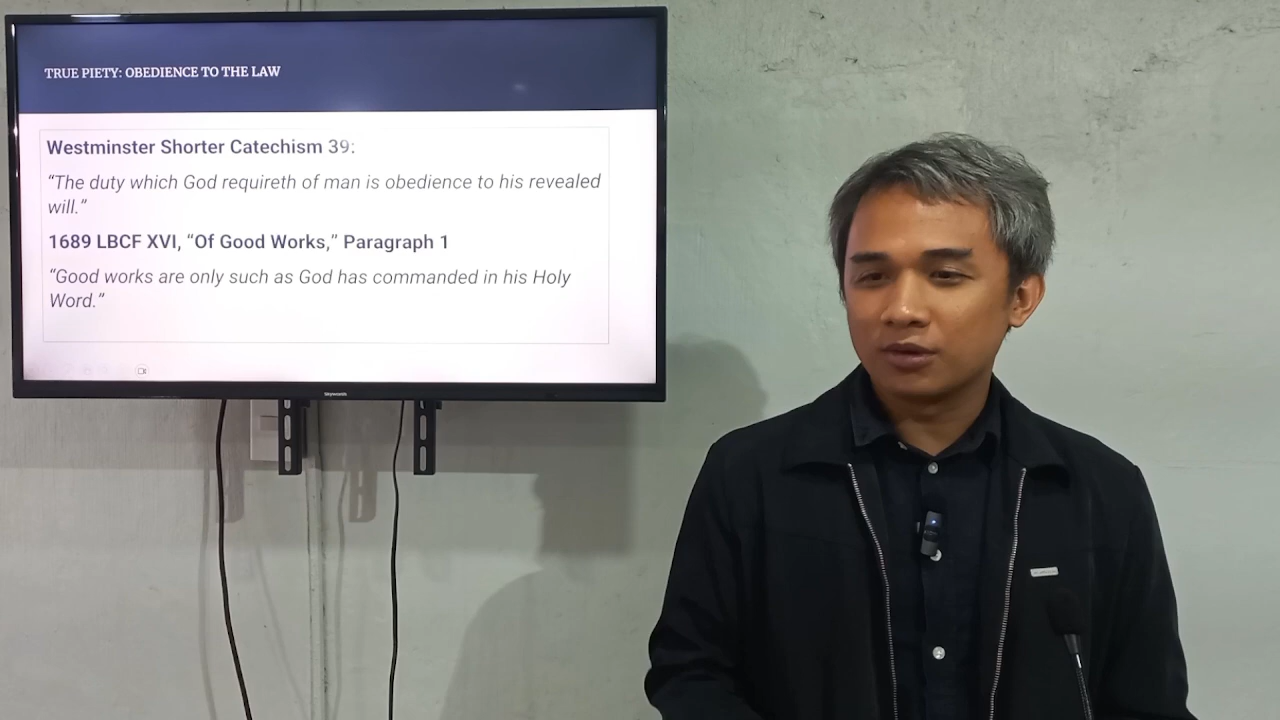 TRUE PIETY: OBEDIENCE TO THE LAW
Westminster Shorter Catechism 39:
“The duty which God requireth of man is obedience to his revealed
will.”
1689 LBCF XVI, “Of Good Works,” Paragraph 1
“Good works are only such as God has commanded in his Holy
Word.”